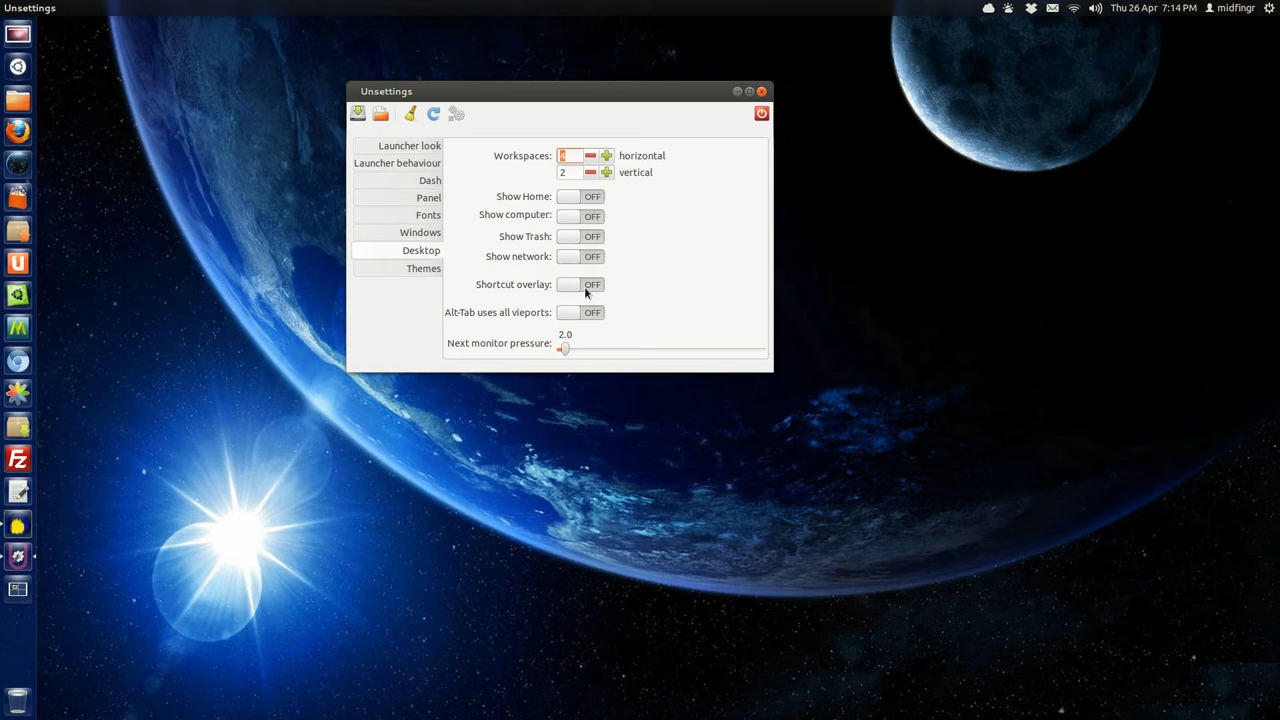 Unsettings
Thu 26 Apr 7:14 PM midfingr
Unsettings
Launcher look
Launcher behaviour
Dash
Panel
Fonts
Windows
Desktop
Themes
Workspaces: 4 horizontal
2 vertical
Show Home: OFF
Show computer: OFF
Show Trash: OFF
Show network: OFF
Shortcut overlay: OFF
Alt-Tab uses all vieports: OFF
2.0
Next monitor pressure: